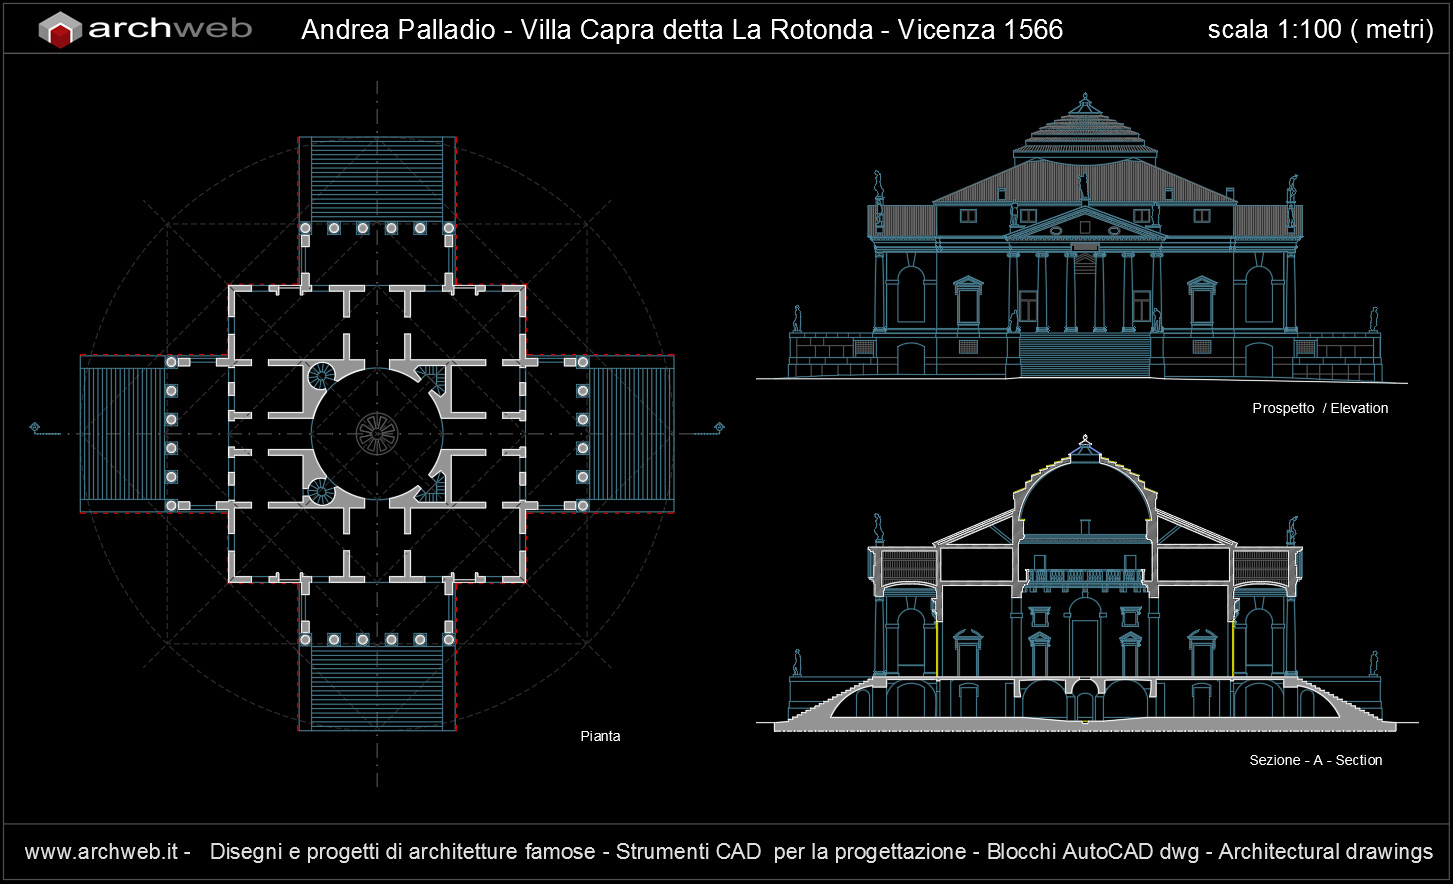 archweb
Andrea Palladio - Villa Capra detta La Rotonda - Vicenza 1566
scala 1:100 ( metri)
Prospetto / Elevation
Pianta
Sezione - A - Section
www.archweb.it - Disegni e progetti di architetture famose - Strumenti CAD per la progettazione - Blocchi AutoCAD dwg - Architectural drawings